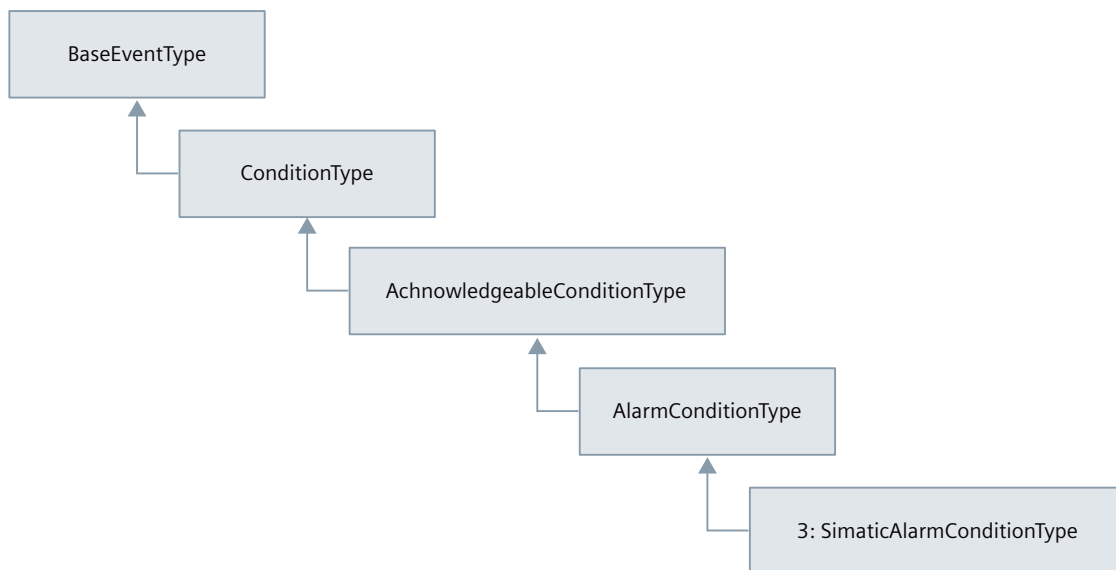 BaseEventType
ConditionType
AchnowledgeableConditionType
AlarmConditionType
3: SimaticAlarmConditionType